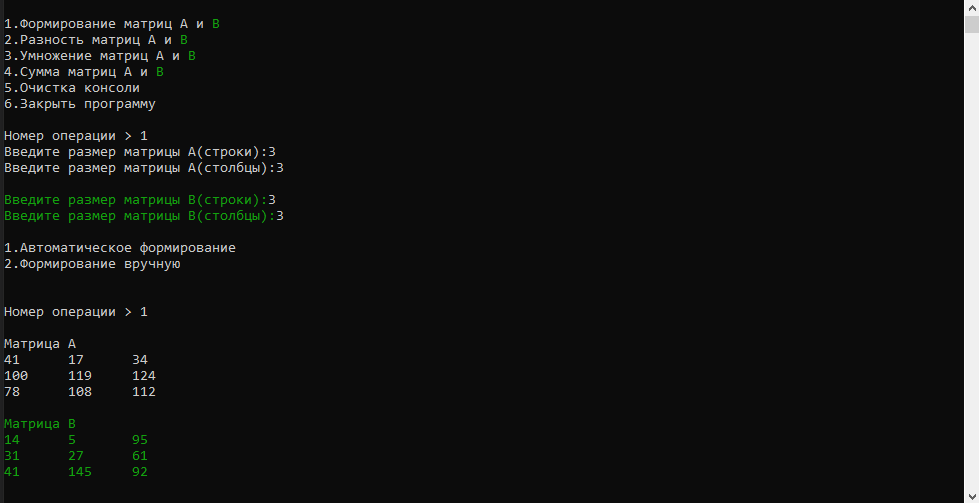 1.Формирование матриц А и В
2.Разность матриц А и В
3.Умножение матриц А и В
4.Сумма матриц А и В
5.Очистка консоли
6.Закрыть программу
Номер операции > 1
Введите размер матрицы А(строки):3
Введите размер матрицы А(столбцы):3
Введите размер матрицы В(строки):3
Введите размер матрицы В(столбцы):3
1.Автоматическое формирование
2.Формирование вручную
Номер операции > 1
Матрица А
41 17 34
100 119 124
78 108 112
Матрица В
14 5 95
31 27 61
41 145 92